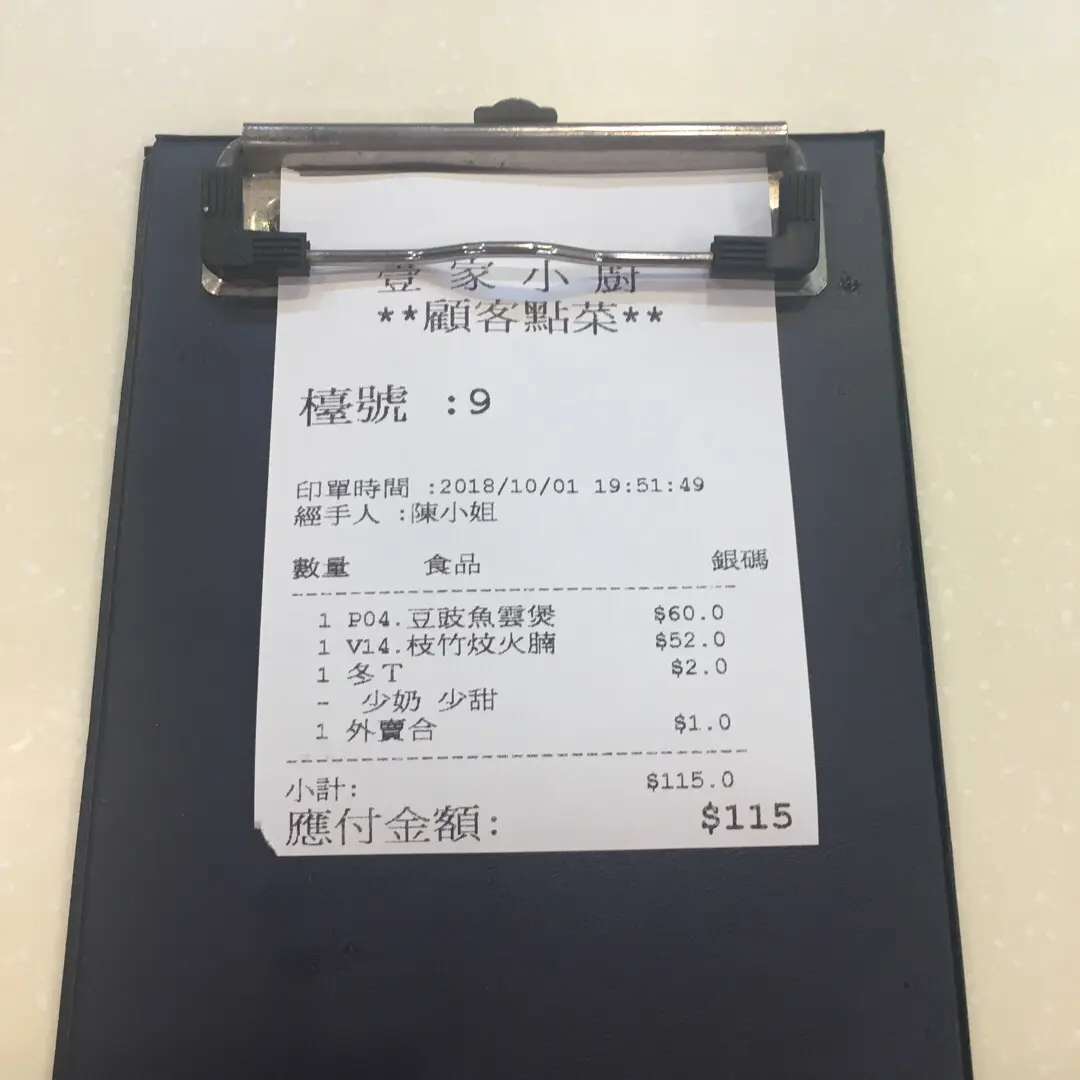 壹家小廚
**顧客點菜**
檯號 :9
印單時間 :2018/10/01 19:51:49
經手人 :陳小姐
數量 食品 銀碼
1 P04.豆豉魚雲煲 $60.0
1 V14.枝竹炆火腩 $52.0
1 冬T $2.0
- 少奶 少甜
1 外賣合 $1.0
小計: $115.0
應付金額: $115